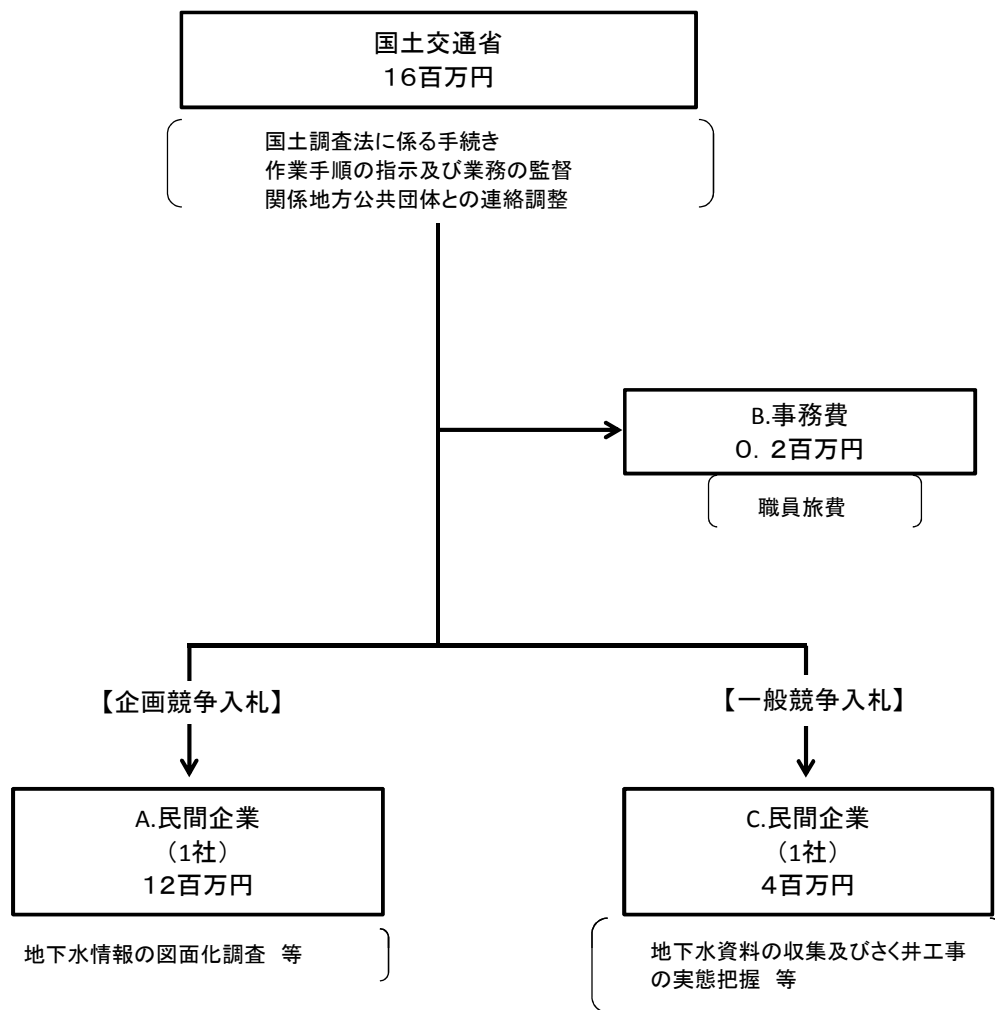 国土交通省
１６百万円
国土調査法に係る手続き
作業手順の指示及び業務の監督
関係地方公共団体との連絡調整
B.事務費
０．２百万円
職員旅費
【企画競争入札】
【一般競争入札】
A.民間企業
（1社）
１２百万円
地下水情報の図面化調査　等
C.民間企業
（1社）
４百万円
地下水資料の収集及びさく井工事
の実態把握　等